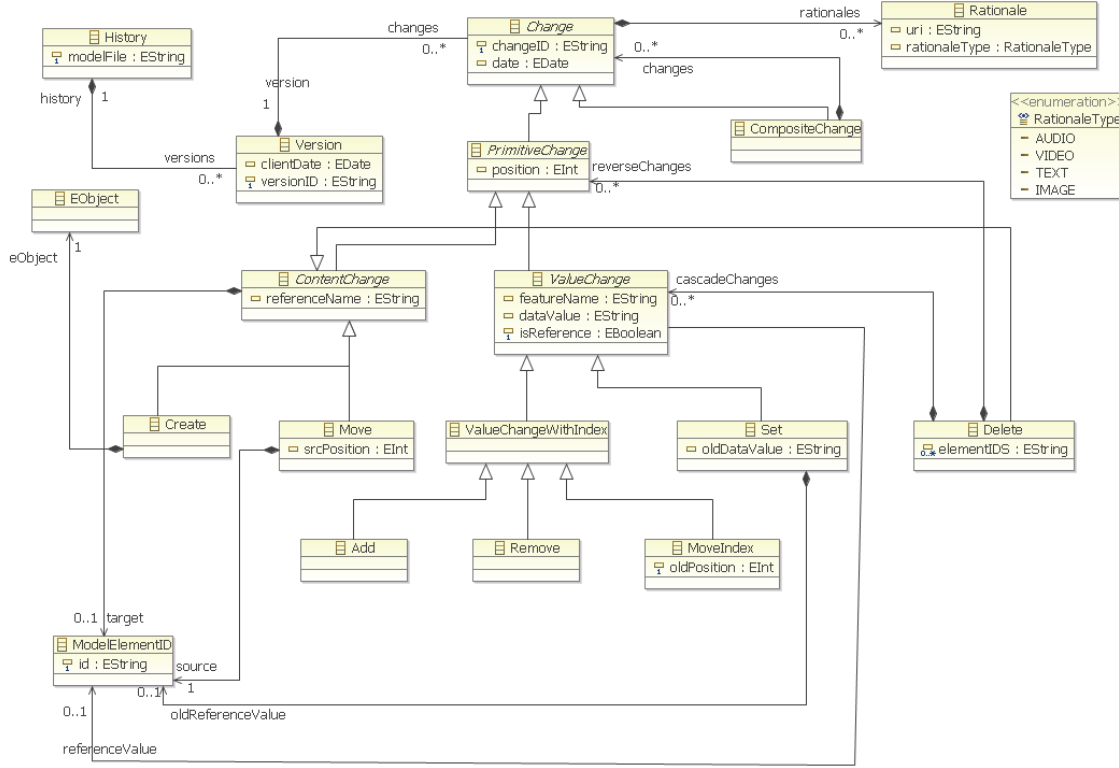 changes
0..*
Change
changeID : EString
date : EDate
rationales
0..*
Rationale
uri : EString
rationaleType : RationaleType
History
modelFile : EString
0..*
changes
history
1
version
1
<<enumeration>>
RationaleType
AUDIO
VIDEO
TEXT
IMAGE
CompositeChange
Version
clientDate : EDate
versionID : EString
versions
0..*
PrimitiveChange
position : EInt
reverseChanges
0..*
EObject
eObject
1
ContentChange
referenceName : EString
ValueChange
featureName : EString
dataValue : EString
isReference : EBoolean
cascadeChanges
0..*
Create
Move
srcPosition : EInt
ValueChangeWithIndex
Set
oldDataValue : EString
Delete
0..*
elementIDS : EString
Add
Remove
MoveIndex
oldPosition : EInt
0..1
target
ModelElementID
id : EString
source
1
0..1
0..1
oldReferenceValue
referenceValue